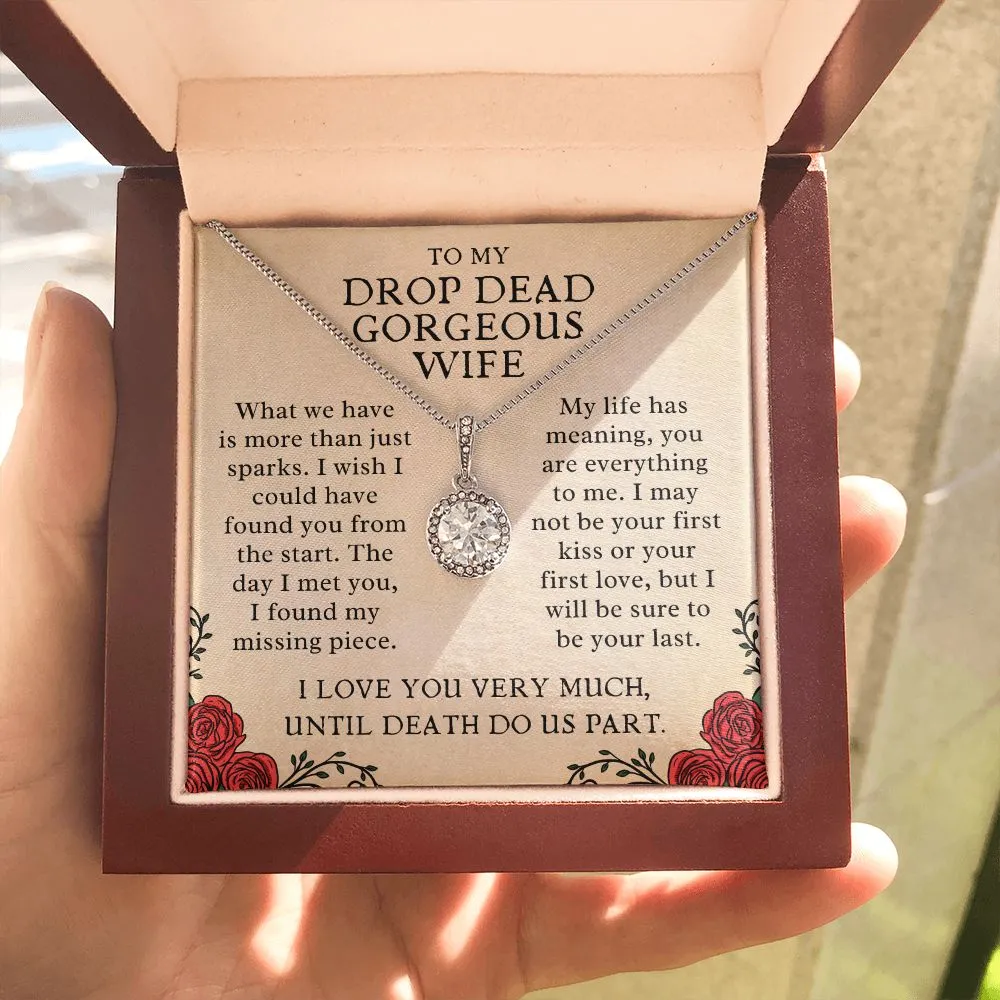 TO MY
DROP DEAD
GORGEOUS
WIFE
What we have
is more than just
sparks. I wish I
could have
found you from
the start. The
day I met you,
I found my
missing piece.
My life has
meaning, you
are everything
to me. I may
not be your first
kiss or your
first love, but I
will be sure to
be your last.
I LOVE YOU VERY MUCH,
UNTIL DEATH DO US PART.